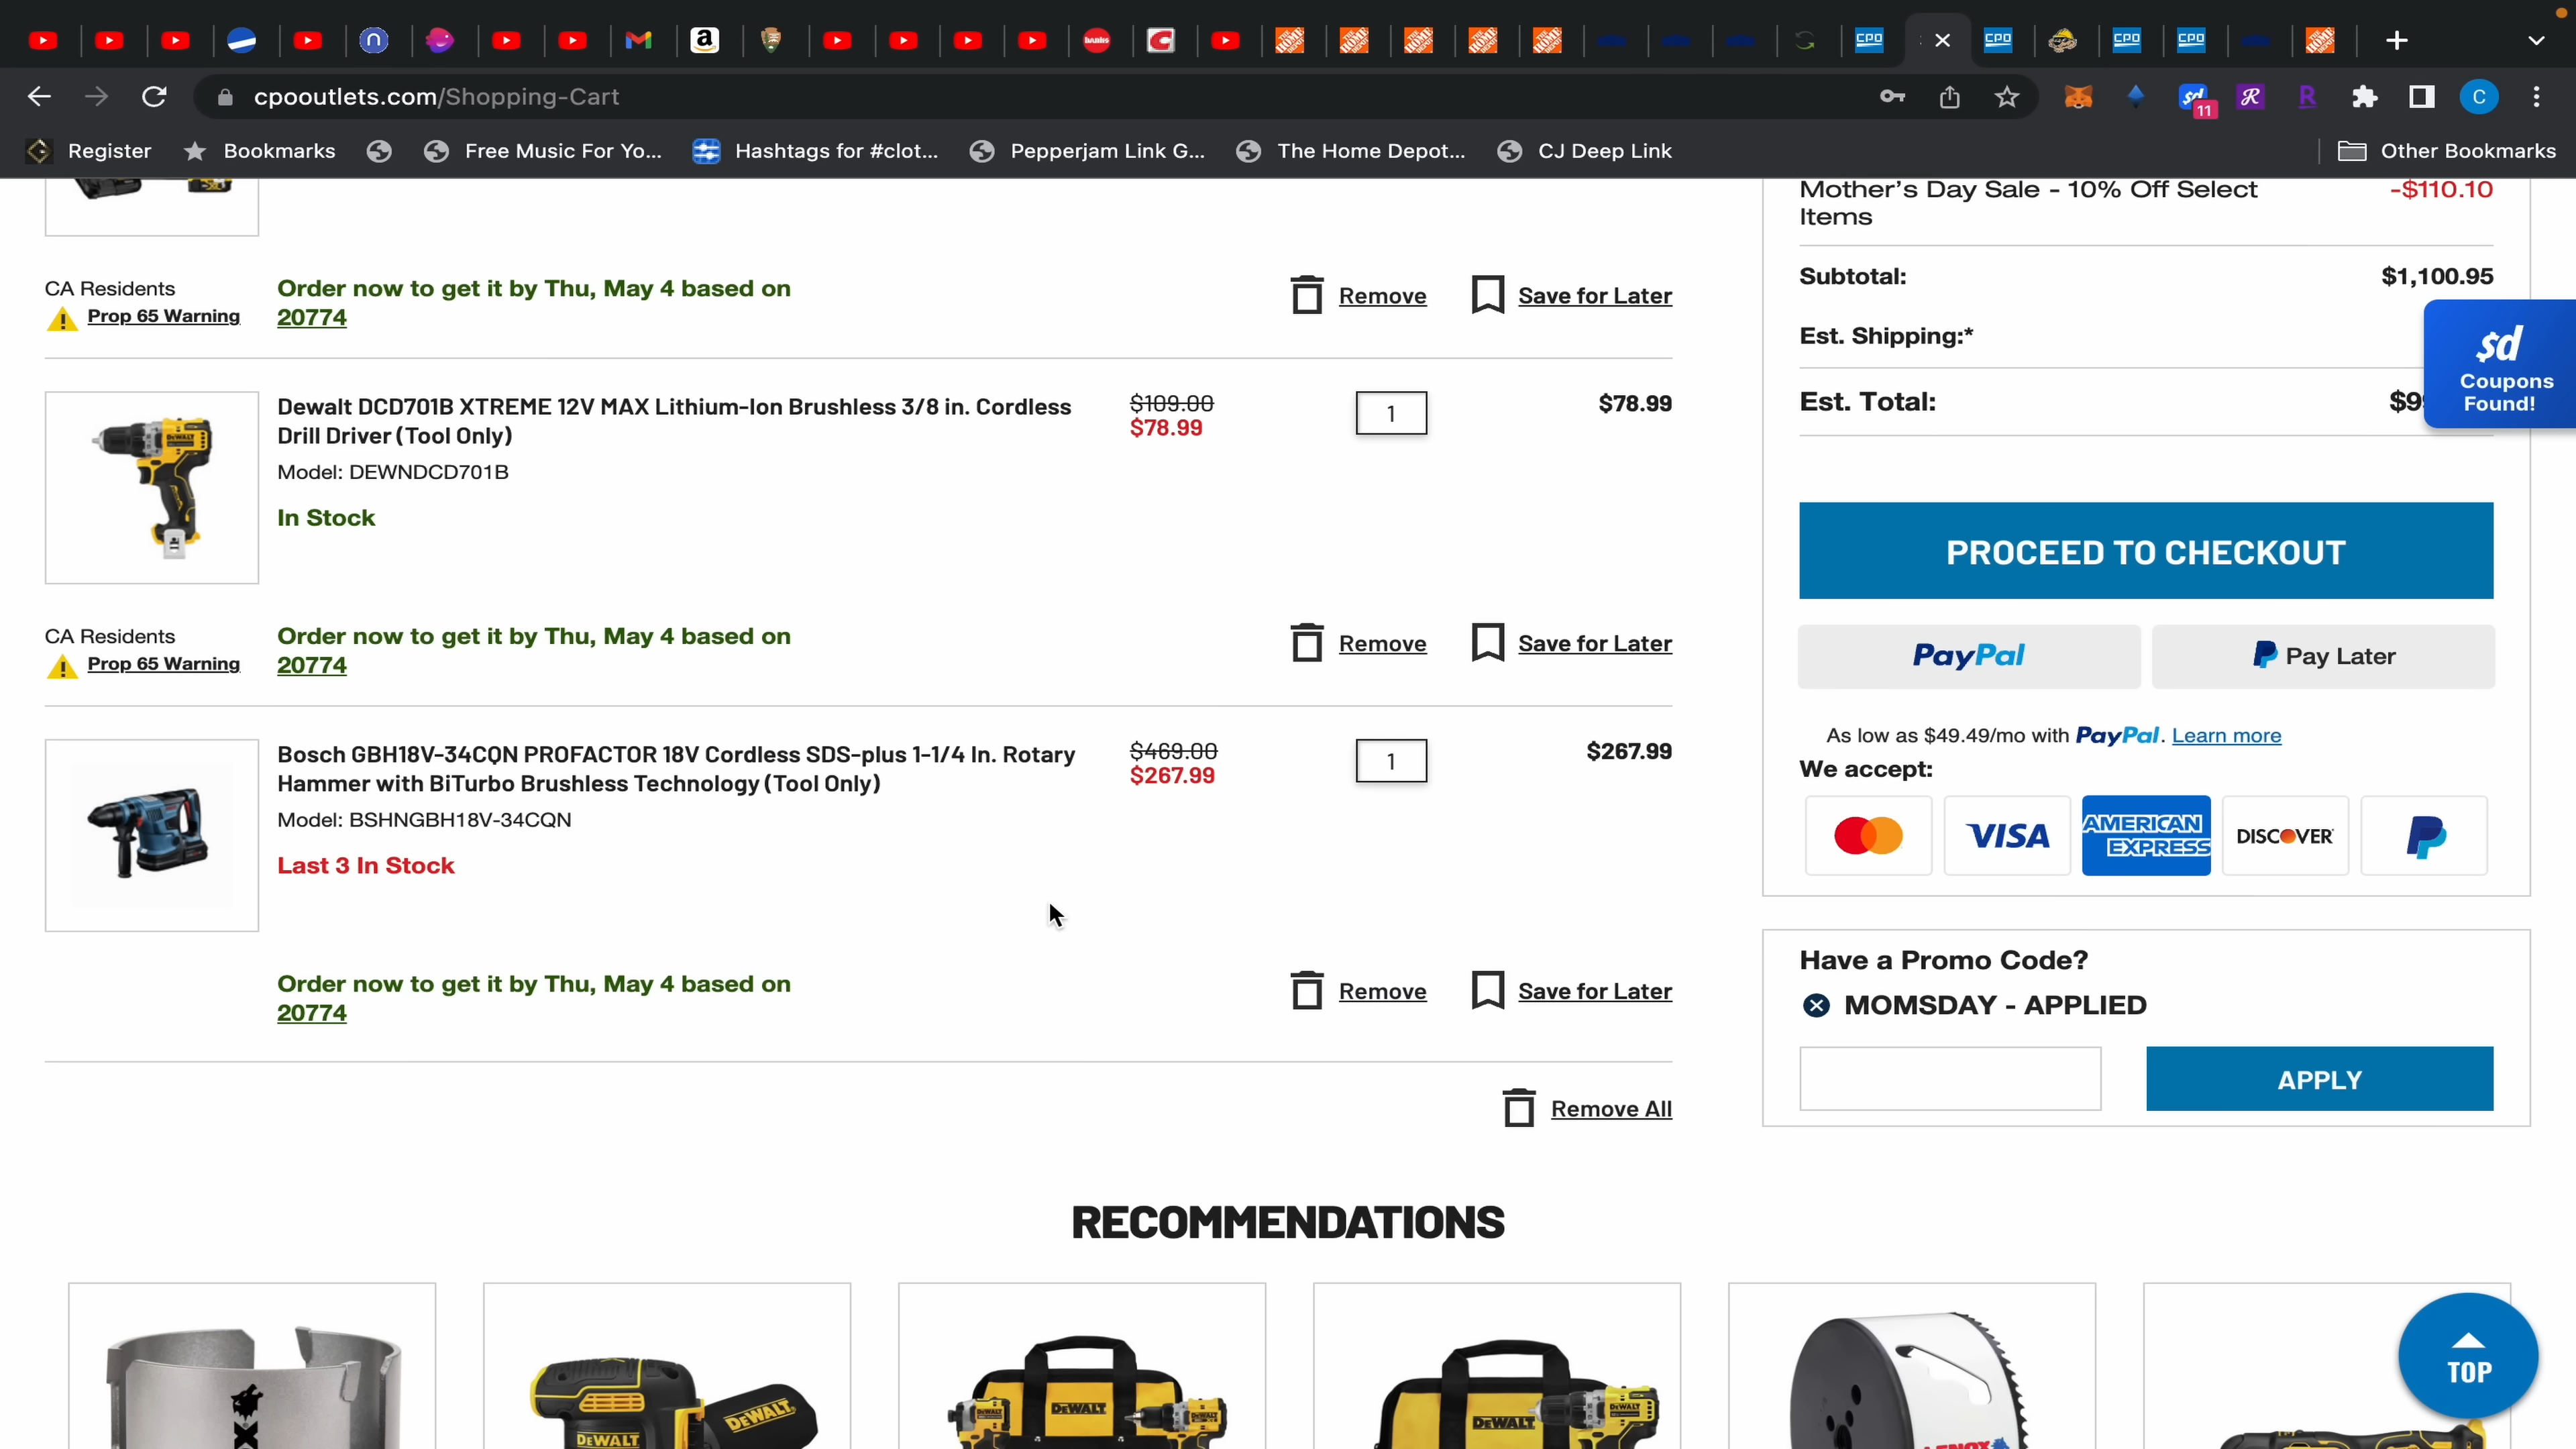 cpooutlets.com/Shopping-Cart
11
C
Register
Bookmarks
Free Music For Yo...
Hashtags for #clot...
Pepperjam Link G...
The Home Depot...
CJ Deep Link
Other Bookmarks
Mother's Day Sale - 10% Off Select Items -$110.10
CA Residents
Prop 65 Warning
Order now to get it by Thu, May 4 based on
20774
Remove
Save for Later
Subtotal: $1,100.95
Est. Shipping:*
Est. Total:
$d
Coupons
Found!
Dewalt DCD701B XTREME 12V MAX Lithium-Ion Brushless 3/8 in. Cordless
Drill Driver (Tool Only)
Model: DEWNDCD701B
In Stock
$109.00
$78.99
1
$78.99
CA Residents
Prop 65 Warning
Order now to get it by Thu, May 4 based on
20774
Remove
Save for Later
PROCEED TO CHECKOUT
PayPal
Pay Later
As low as $49.49/mo with PayPal. Learn more
We accept:
VISA
AMERICAN
EXPRESS
DISCOVER
Bosch GBH18V-34CQN PROFACTOR 18V Cordless SDS-plus 1-1/4 In. Rotary
Hammer with BiTurbo Brushless Technology (Tool Only)
Model: BSHNGBH18V-34CQN
Last 3 In Stock
$469.00
$267.99
1
$267.99
Order now to get it by Thu, May 4 based on
20774
Remove
Save for Later
Remove All
Have a Promo Code?
MOMSDAY - APPLIED
APPLY
RECOMMENDATIONS
DEWALT
DEWALT
DEWALT
DEWALT
LENOX
TOP